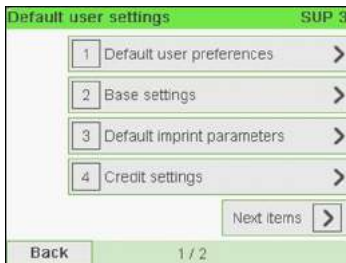 Default user settings SUP 3
1 Default user preferences
2 Base settings
3 Default imprint parameters
4 Credit settings
Next items
Back 1 / 2